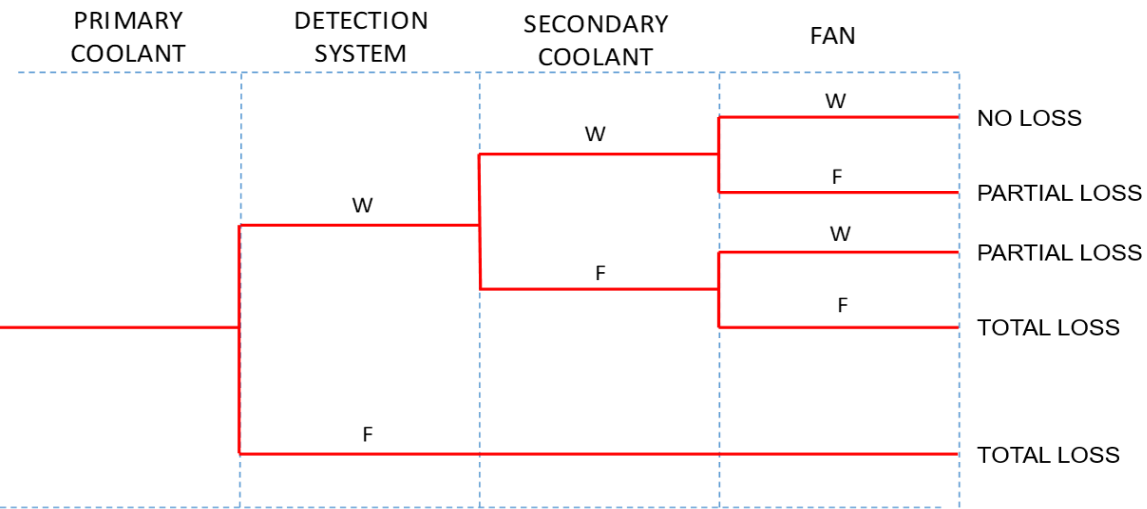 PRIMARY
COOLANT
DETECTION
SYSTEM
SECONDARY
COOLANT
FAN
W
NO LOSS
W
F
PARTIAL LOSS
W
W
PARTIAL LOSS
F
F
TOTAL LOSS
F
TOTAL LOSS